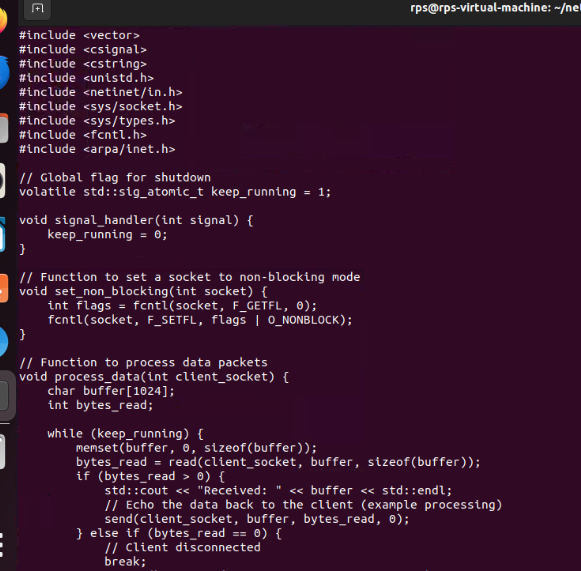 rps@rps-virtual-machine: ~/net
#include <vector>
#include <csignal>
#include <cstring>
#include <unistd.h>
#include <netinet/in.h>
#include <sys/socket.h>
#include <sys/types.h>
#include <fcntl.h>
#include <arpa/inet.h>
// Global flag for shutdown
volatile std::sig_atomic_t keep_running = 1;
void signal_handler(int signal) {
    keep_running = 0;
}
// Function to set a socket to non-blocking mode
void set_non_blocking(int socket) {
    int flags = fcntl(socket, F_GETFL, 0);
    fcntl(socket, F_SETFL, flags | O_NONBLOCK);
}
// Function to process data packets
void process_data(int client_socket) {
    char buffer[1024];
    int bytes_read;
    while (keep_running) {
        memset(buffer, 0, sizeof(buffer));
        bytes_read = read(client_socket, buffer, sizeof(buffer));
        if (bytes_read > 0) {
            std::cout << "Received: " << buffer << std::endl;
            // Echo the data back to the client (example processing)
            send(client_socket, buffer, bytes_read, 0);
        } else if (bytes_read == 0) {
            // Client disconnected
            break;